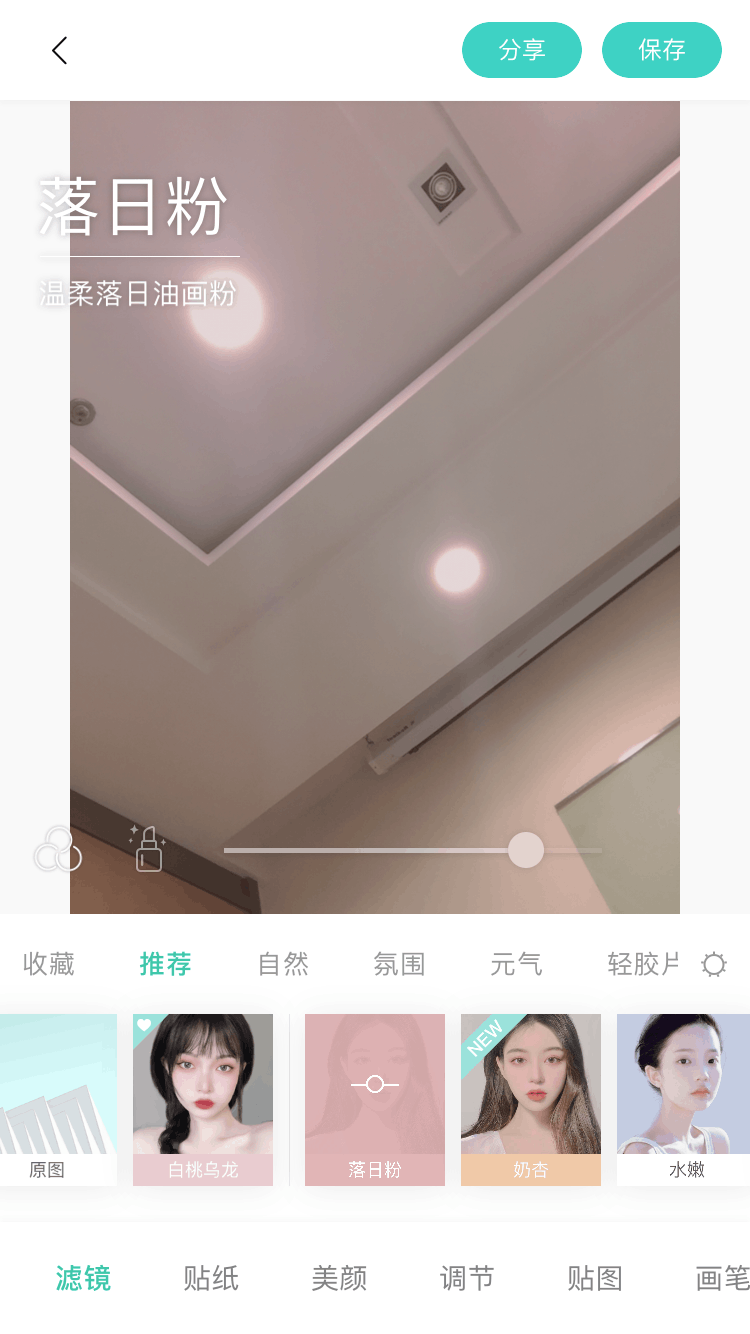 分享
保存
落日粉
温柔落日油画粉
收藏
推荐
自然
氛围
元气
轻胶片
原图
白桃乌龙
落日粉
NEW
奶杏
水嫩
滤镜
贴纸
美颜
调节
贴图
画笔